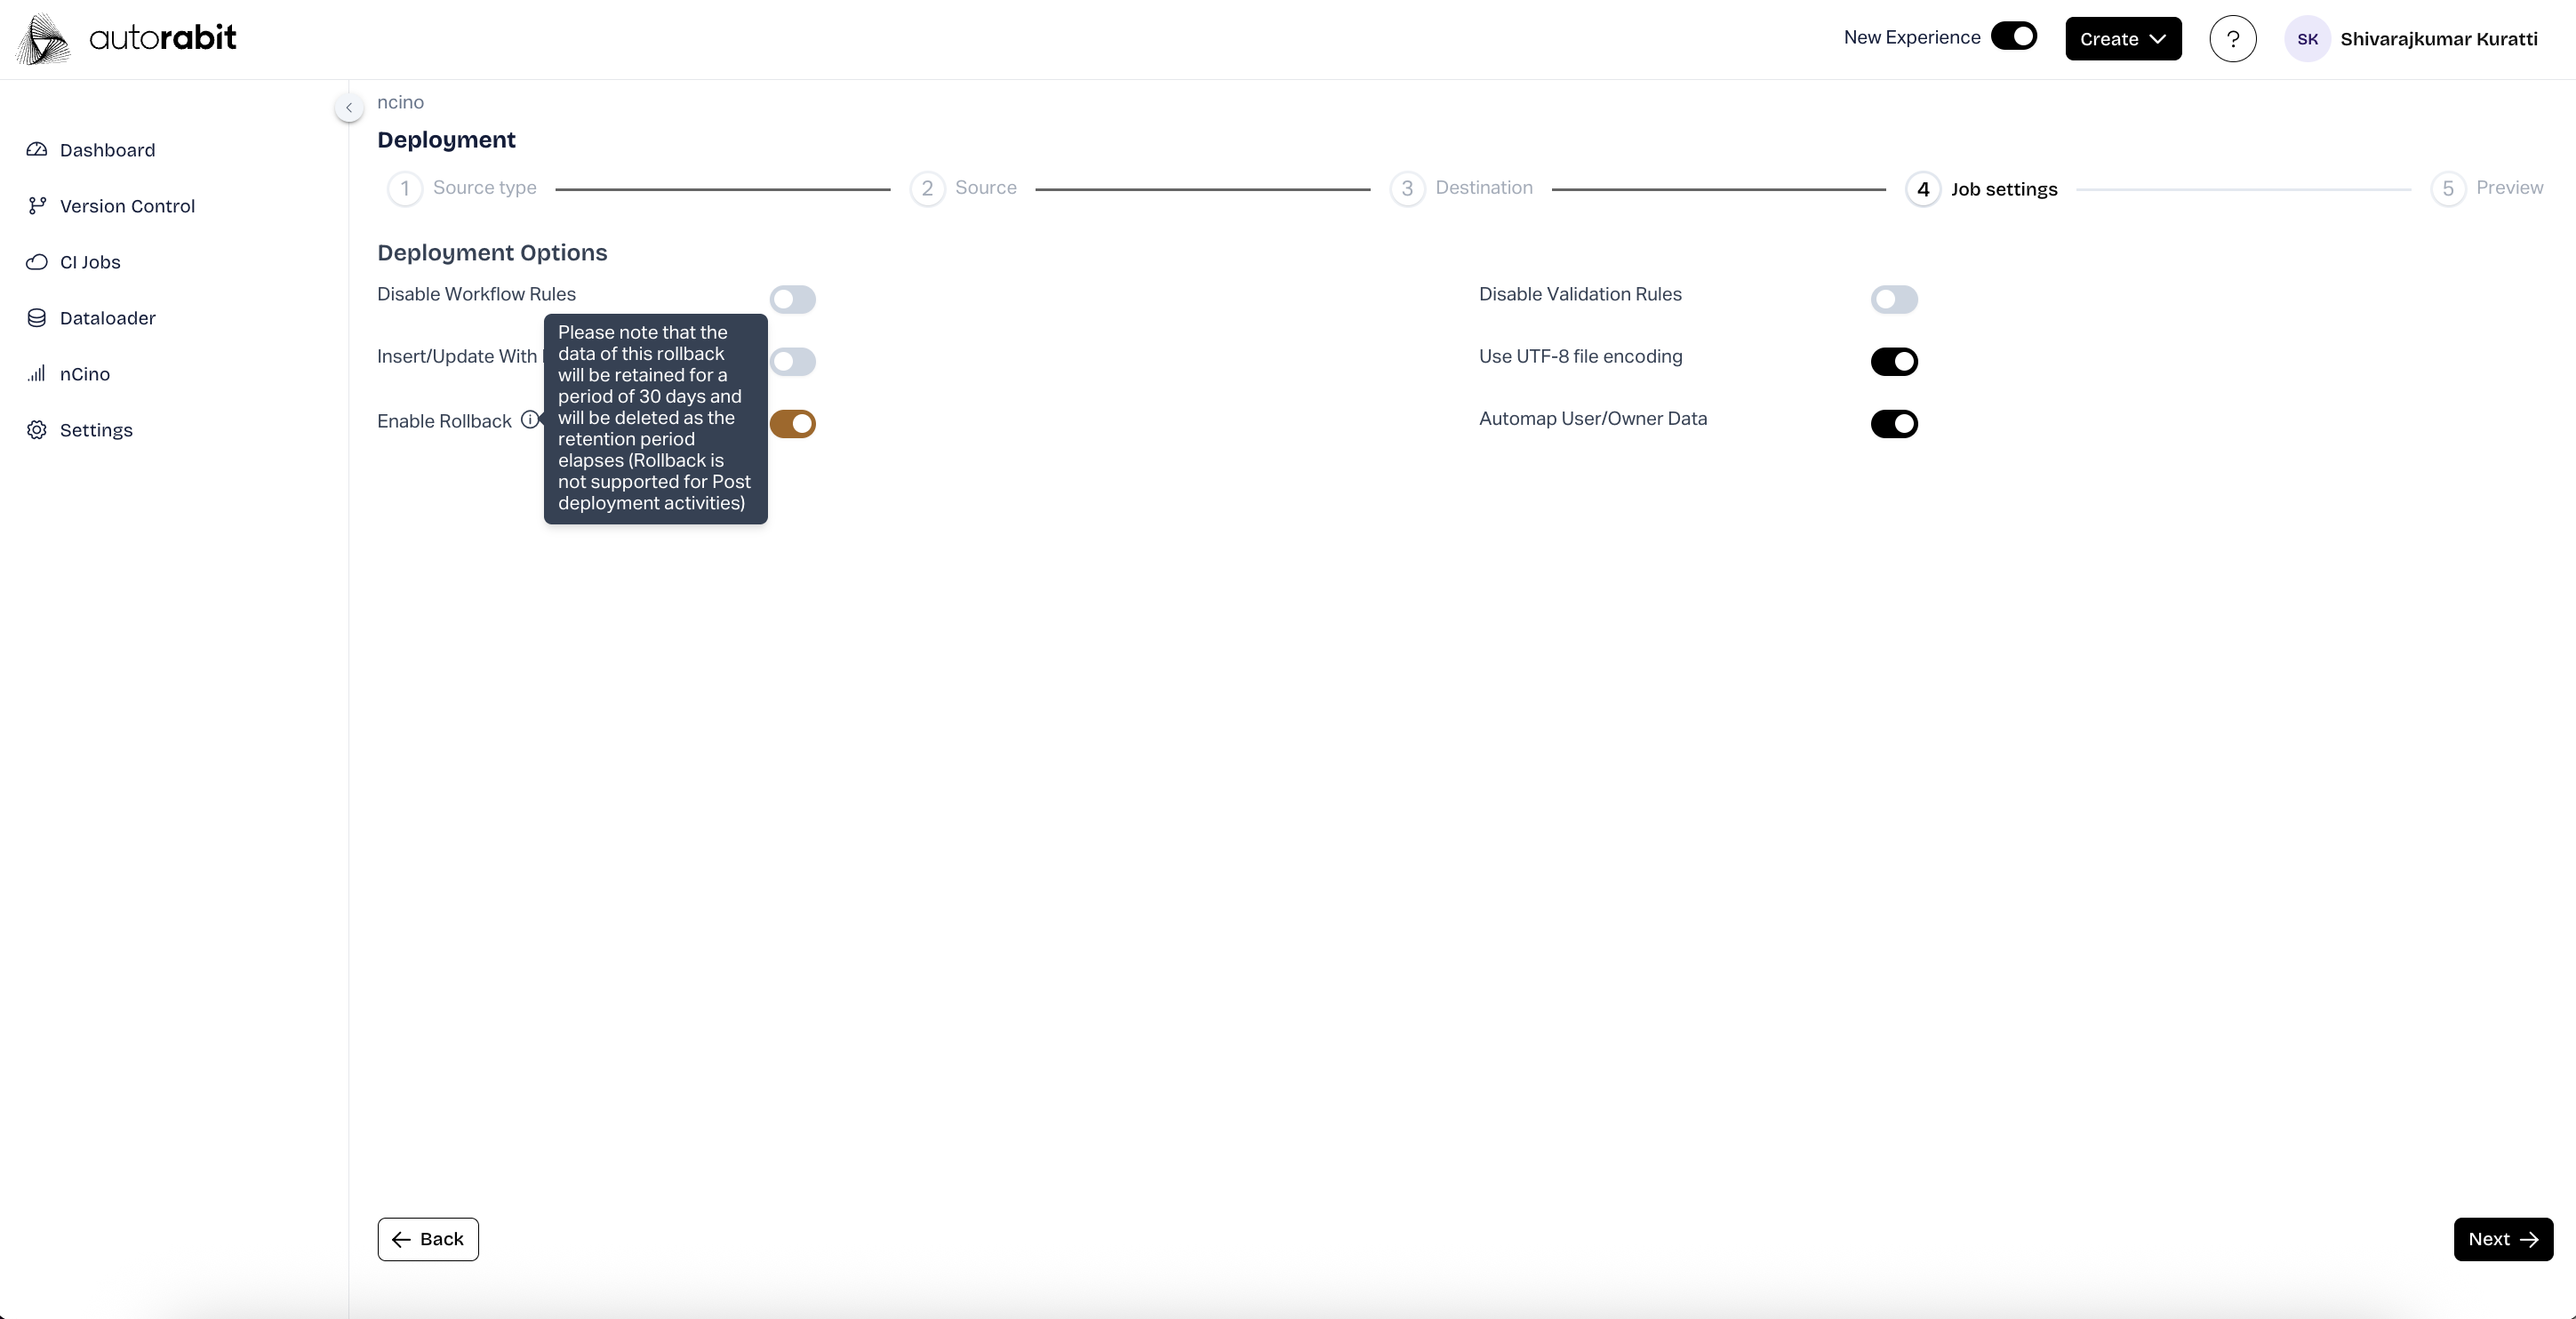 autorabit
New Experience
Create
?
SK
Shivarajkumar Kuratti
Dashboard
Version Control
CI Jobs
Dataloader
nCino
Settings
ncino
Deployment
1 Source type
2 Source
3 Destination
4 Job settings
5 Preview
Deployment Options
Disable Workflow Rules
Disable Validation Rules
Insert/Update With
Use UTF-8 file encoding
Enable Rollback
Automap User/Owner Data
Please note that the
data of this rollback
will be retained for a
period of 30 days and
will be deleted as the
retention period
elapses (Rollback is
not supported for Post
deployment activities)
Back
Next